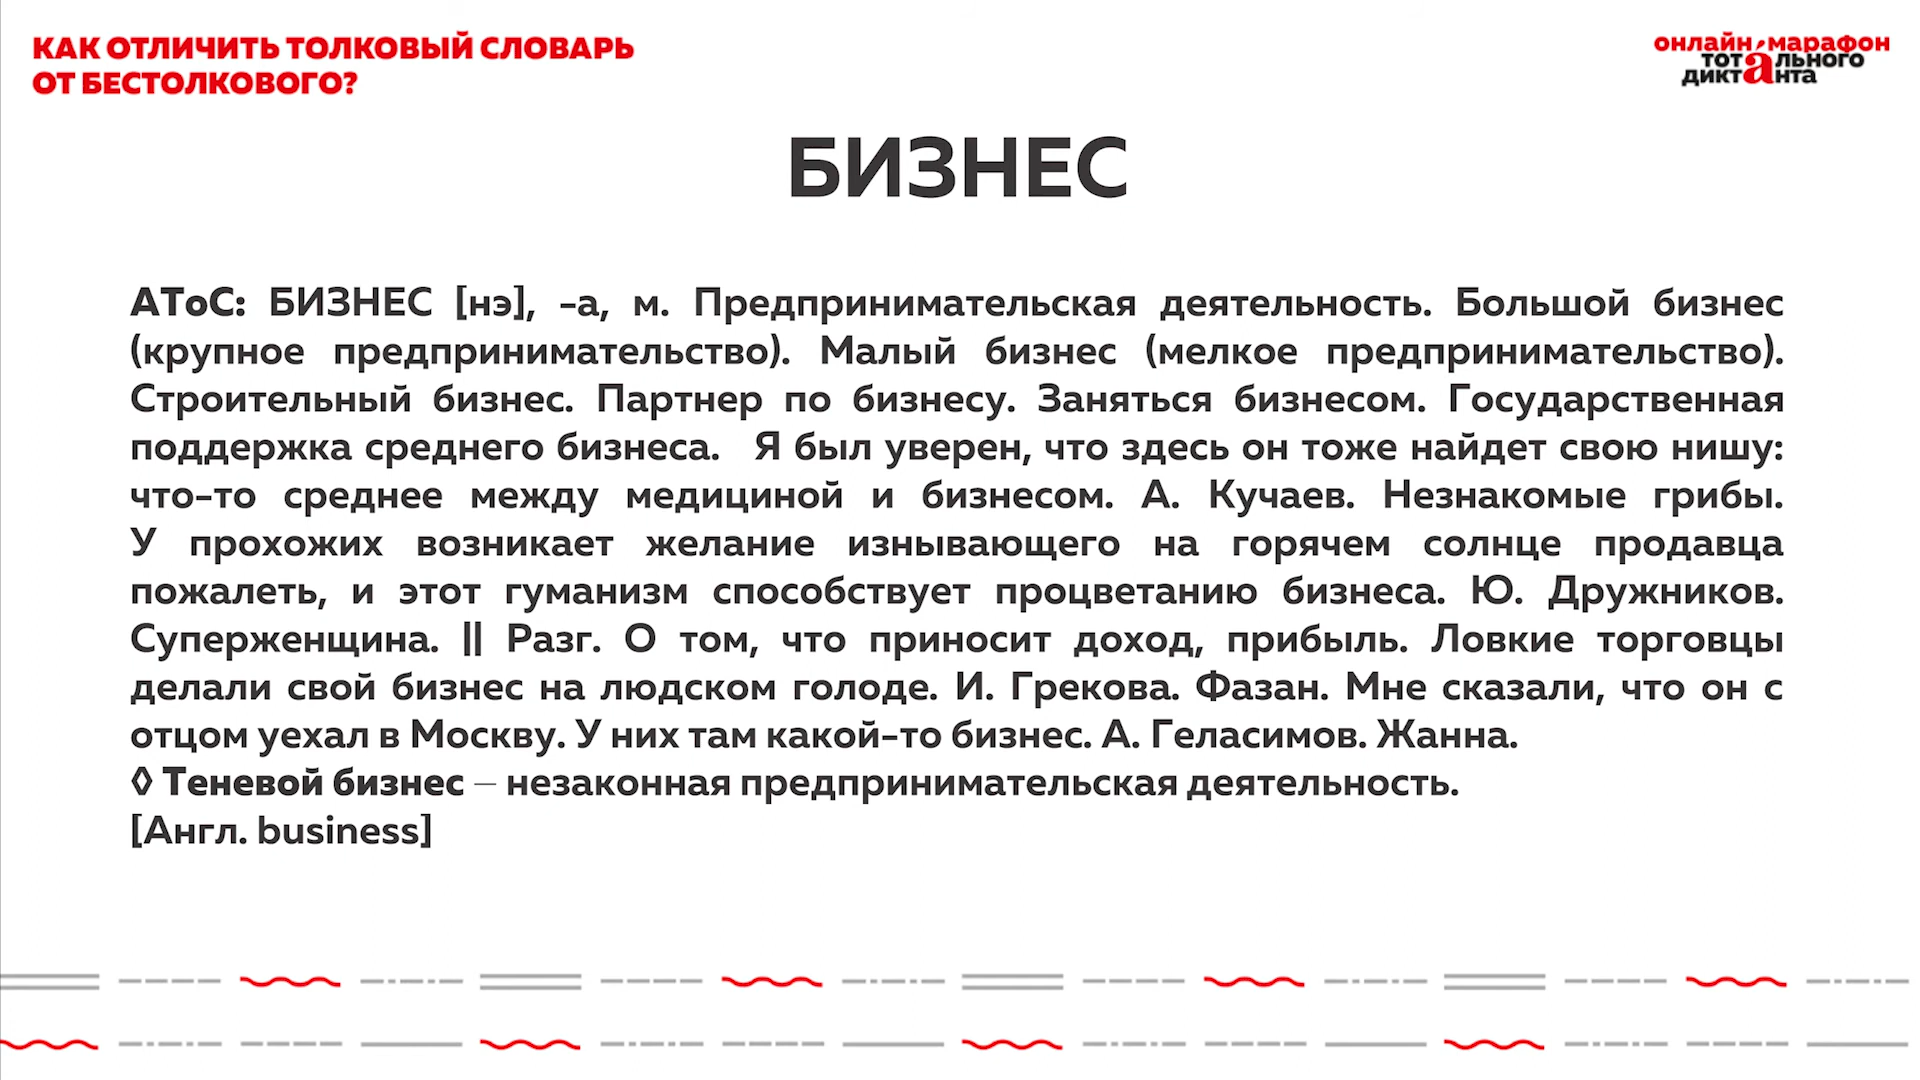 КАК ОТЛИЧИТЬ ТОЛКОВЫЙ СЛОВАРЬ
ОТ БЕСТОЛКОВОГО?
онлайн-марафон
тотального
диктанта
БИЗНЕС
АТоС: БИЗНЕС [нэ], -а, м. Предпринимательская деятельность. Большой бизнес
(крупное предпринимательство). Малый бизнес (мелкое предпринимательство).
Строительный бизнес. Партнер по бизнесу. Заняться бизнесом. Государственная
поддержка среднего бизнеса. Я был уверен, что здесь он тоже найдет свою нишу:
что-то среднее между медициной и бизнесом. А. Кучаев. Незнакомые грибы.
У прохожих возникает желание изнывающего на горячем солнце продавца
пожалеть, и этот гуманизм способствует процветанию бизнеса. Ю. Дружников.
Суперженщина. || Разг. О том, что приносит доход, прибыль. Ловкие торговцы
делали свой бизнес на людском голоде. И. Грекова. Фазан. Мне сказали, что он с
отцом уехал в Москву. У них там какой-то бизнес. А. Геласимов. Жанна.
◊ Теневой бизнес – незаконная предпринимательская деятельность.
[Англ. business]